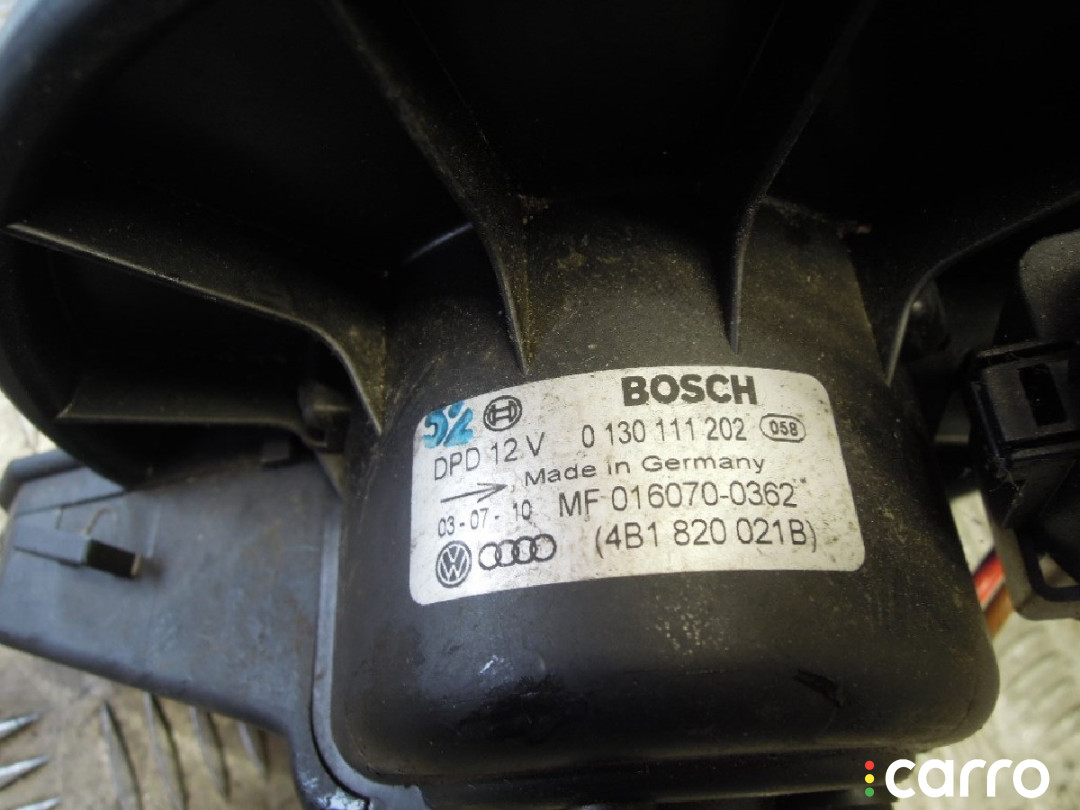 BOSCH
52
DPD 12 V 0 130 111 202 058
Made in Germany
03-07-10 MF 016070-0362
(4B1 820 021B)
carro